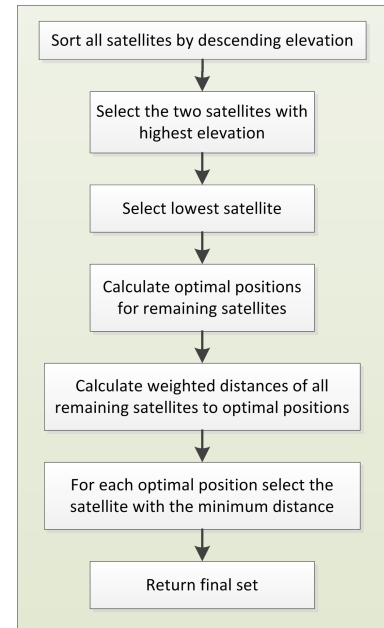 Sort all satellites by descending elevation
Select the two satellites with
highest elevation
Select lowest satellite
Calculate optimal positions
for remaining satellites
Calculate weighted distances of all
remaining satellites to optimal positions
For each optimal position select the
satellite with the minimum distance
Return final set